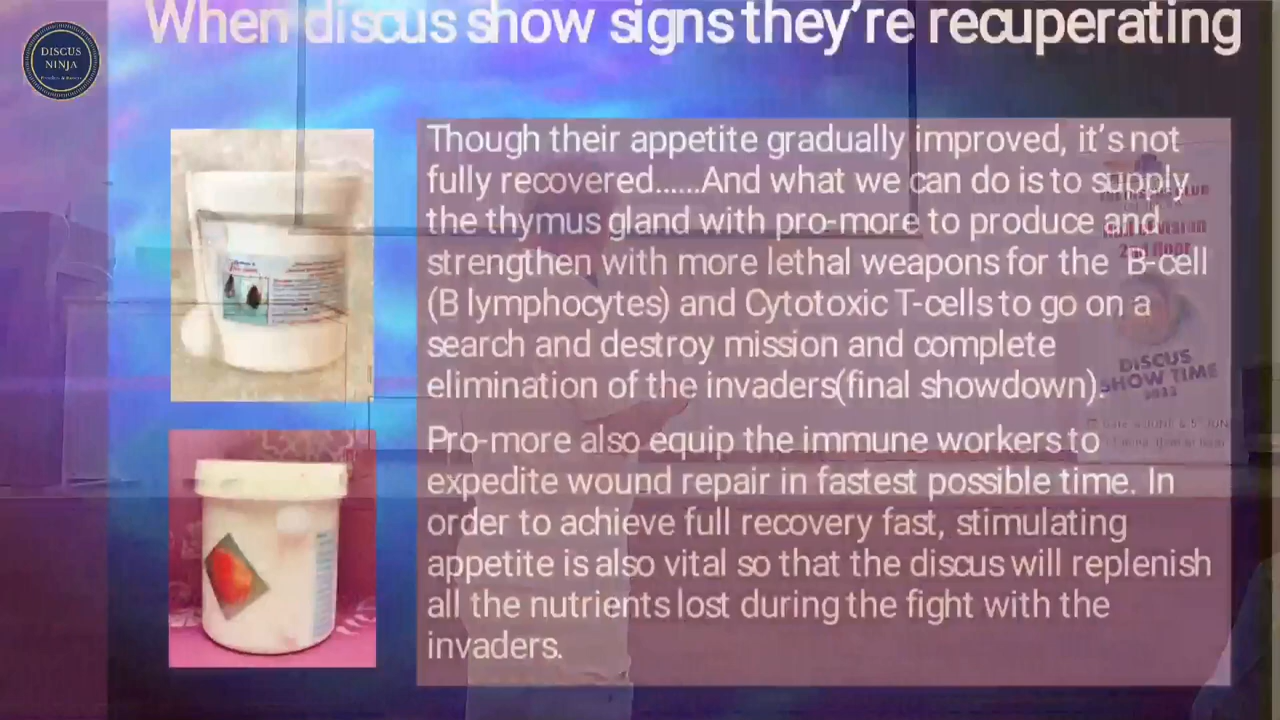 When discus show signs they're recuperating
DISCUS
NINJA
Though their appetite gradually improved, it's not
fully recovered......And what we can do is to supply
the thymus gland with pro-more to produce and
strengthen with more lethal weapons for the B-cell
(B lymphocytes) and Cytotoxic T-cells to go on a
search and destroy mission and complete
elimination of the invaders(final showdown).
Pro-more also equip the immune workers to
expedite wound repair in fastest possible time. In
order to achieve full recovery fast, stimulating
appetite is also vital so that the discus will replenish
all the nutrients lost during the fight with the
invaders.
2nd floor
DISCUS
SHOW TIME